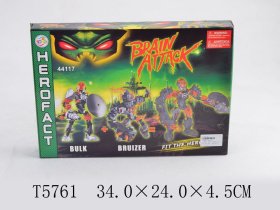 HEROFACT
BRAIN ATTACK
44117
BULK
BRUIZER
FIT THE HER
T5761 34.0×24.0×4.5CM